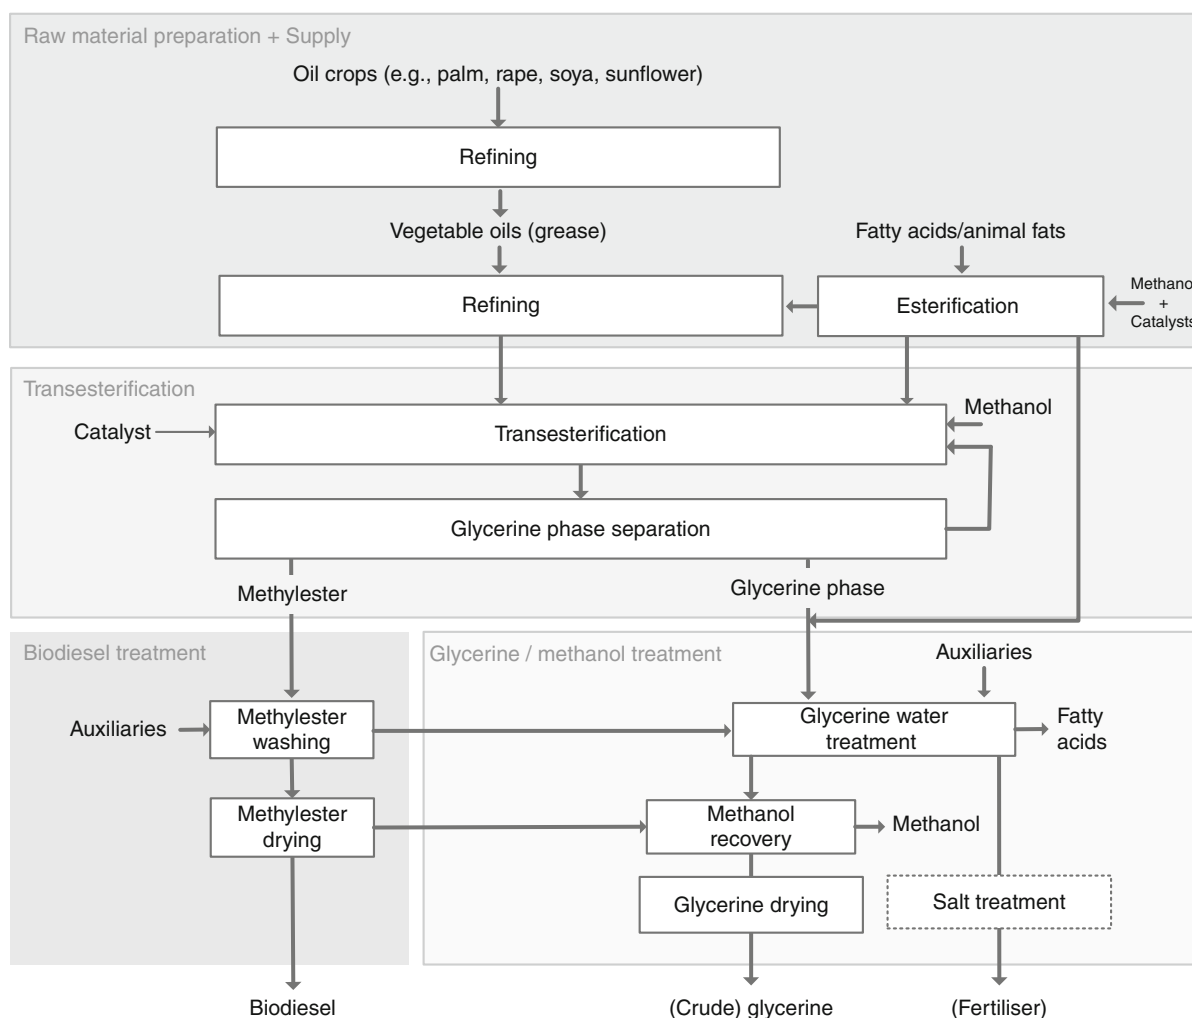 Raw material preparation + Supply
Oil crops (e.g., palm, rape, soya, sunflower)
Refining
Vegetable oils (grease)
Fatty acids/animal fats
Refining
Esterification
Methano
+
Catalysts
Transesterification
Catalyst
Transesterification
Methanol
Glycerine phase separation
Methylester
Glycerine phase
Biodiesel treatment
Glycerine / methanol treatment
Auxiliaries
Auxiliaries
Methylester
washing
Glycerine water
treatment
Fatty
acids
Methylester
drying
Methanol
recovery
Methanol
Glycerine drying
Salt treatment
Biodiesel
(Crude) glycerine
(Fertiliser)